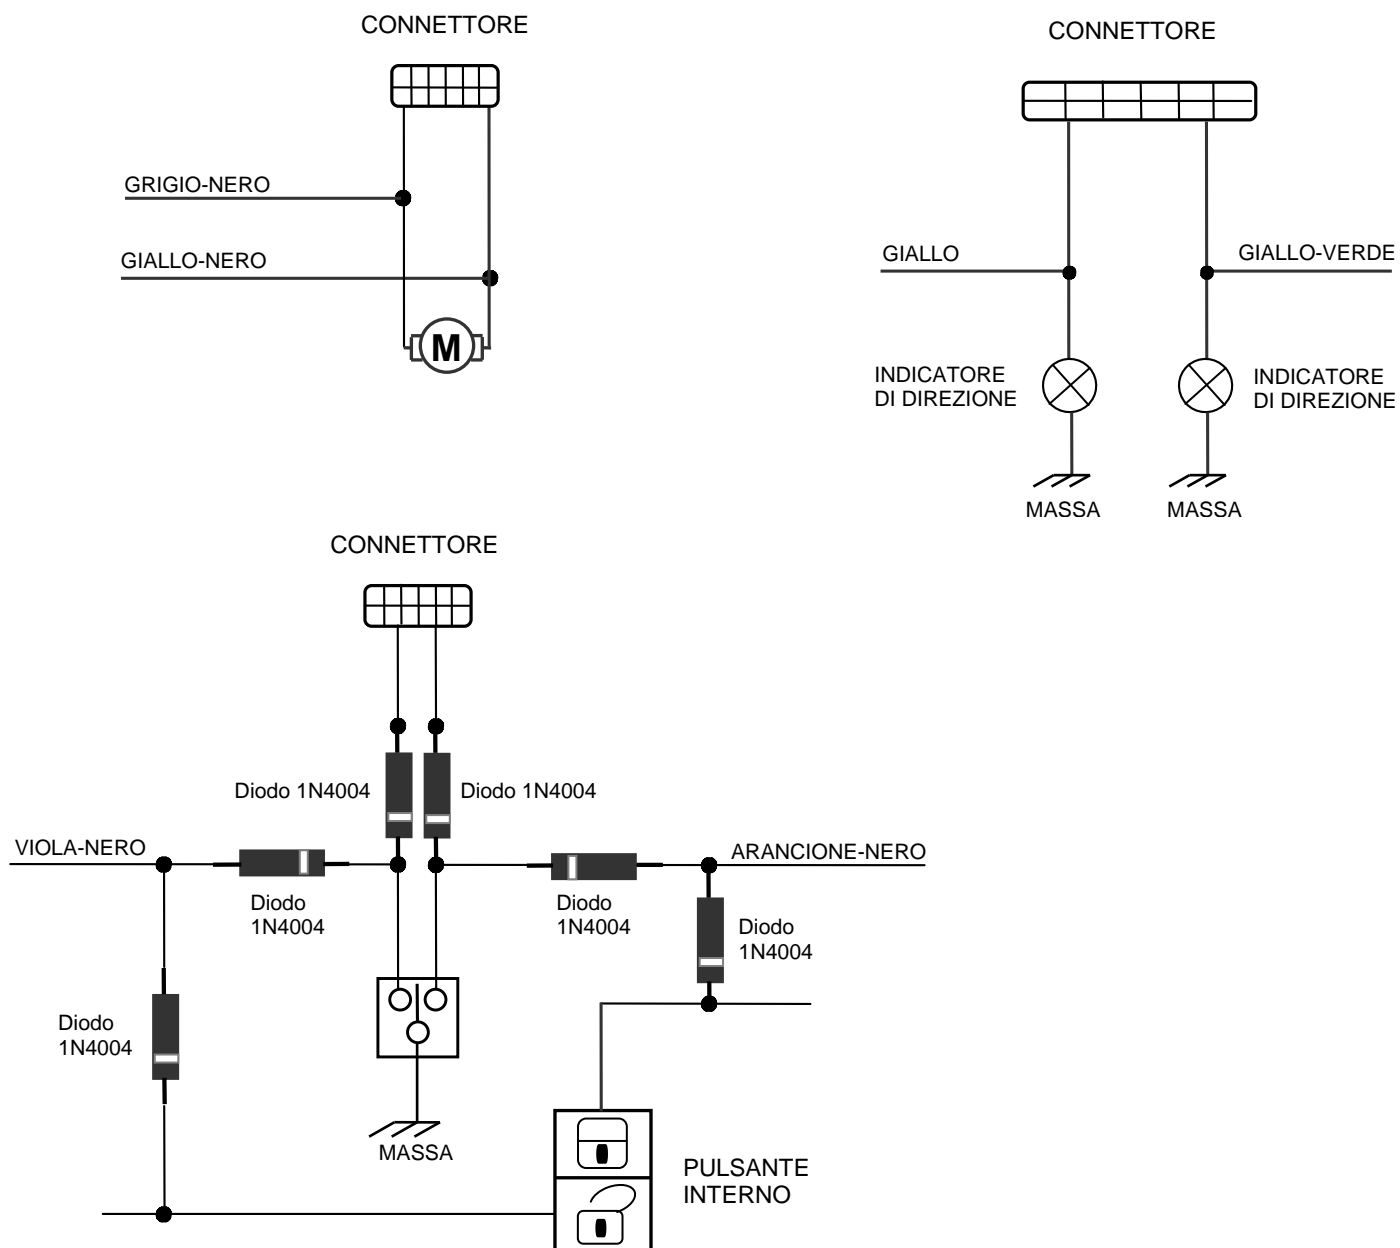 CONNETTORE
GRIGIO-NERO
GIALLO-NERO
M
CONNETTORE
GIALLO
GIALLO-VERDE
INDICATORE
DI DIREZIONE
INDICATORE
DI DIREZIONE
MASSA
MASSA
CONNETTORE
Diodo 1N4004
Diodo 1N4004
VIOLA-NERO
ARANCIONE-NERO
Diodo
1N4004
Diodo
1N4004
Diodo
1N4004
Diodo
1N4004
MASSA
PULSANTE
INTERNO